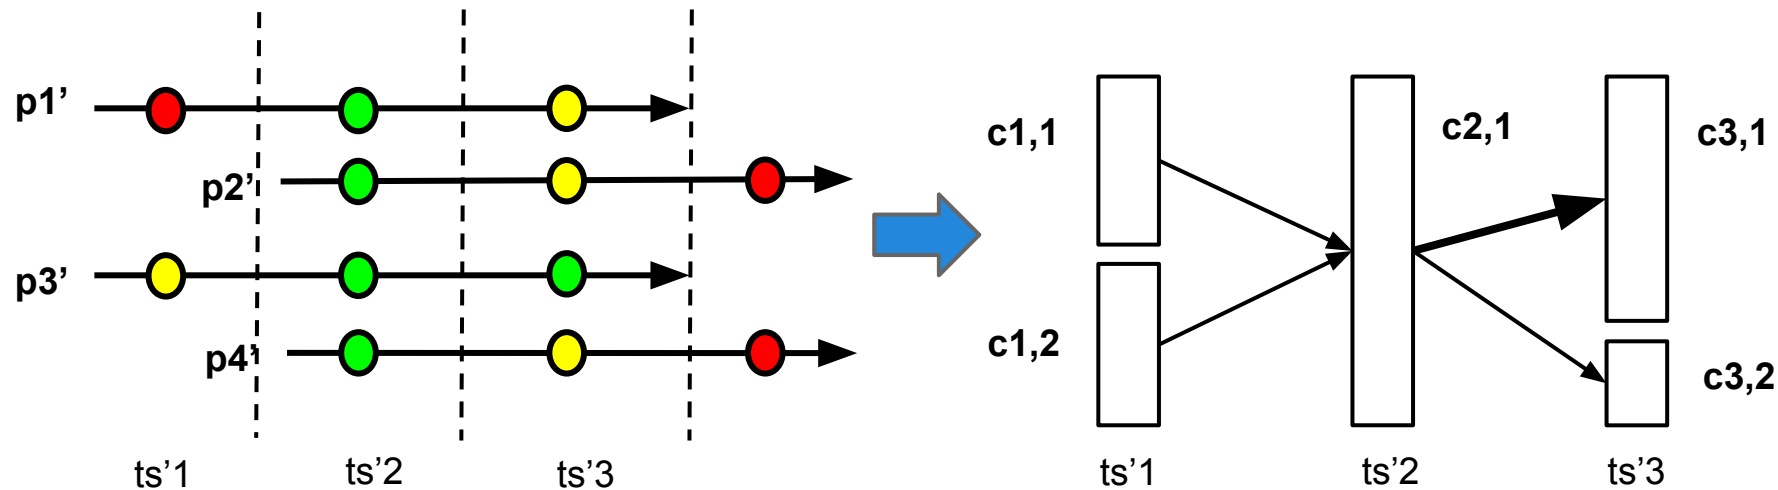 p1’
p2’
p3’
p4’
ts’1
ts’2
ts’3
c1,1
c1,2
c2,1
c3,1
c3,2
ts’1
ts’2
ts’3